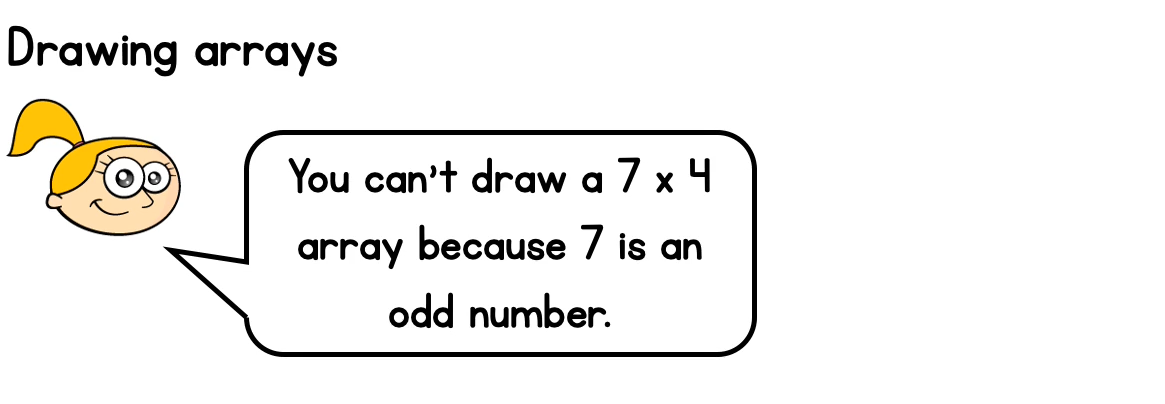 Drawing arrays
You can't draw a 7 x 4
array because 7 is an
odd number.